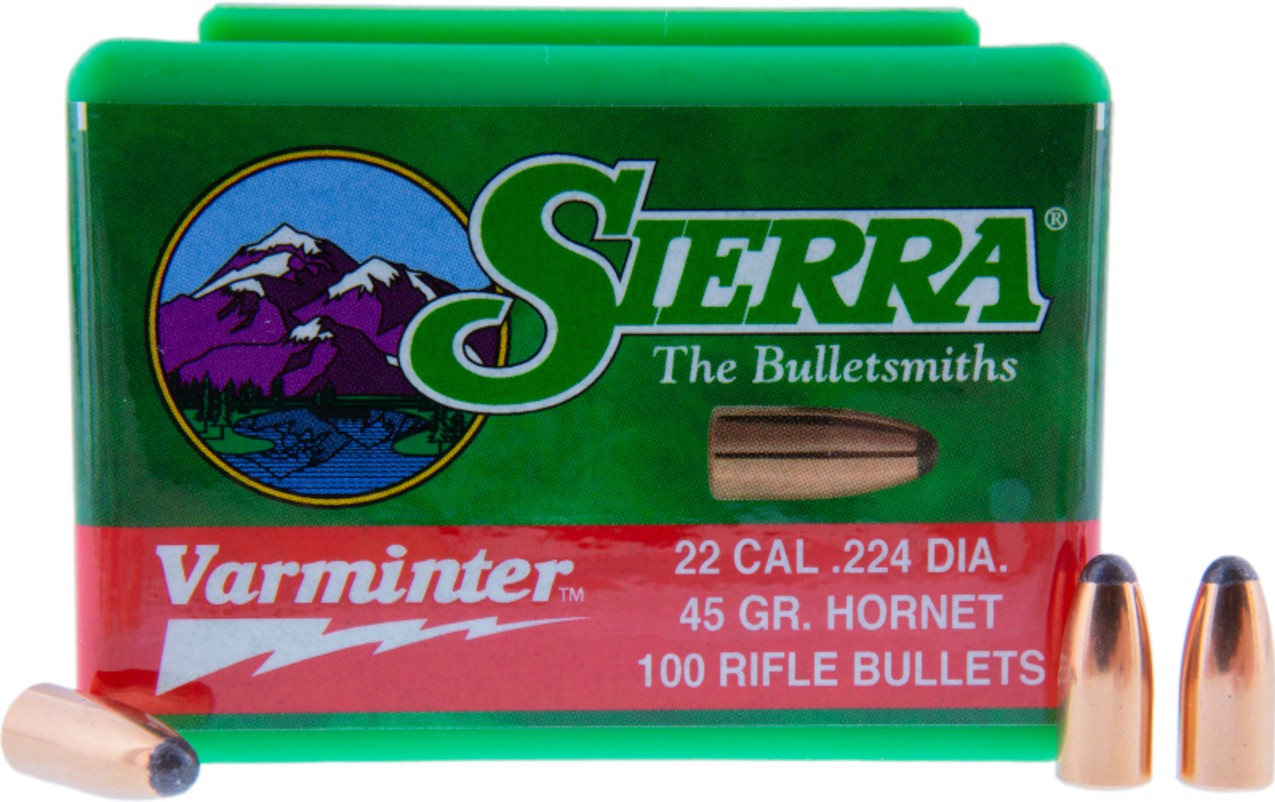 SIERRA®
The Bulletsmiths
Varminter™
22 CAL .224 DIA.
45 GR. HORNET
100 RIFLE BULLETS